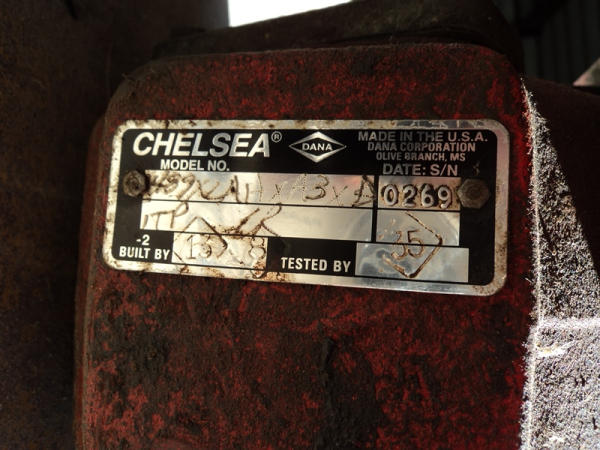 CHELSEA®
DANA
MADE IN THE U.S.A.
DANA CORPORATION
OLIVE BRANCH, MS
MODEL NO.
DATE: S/N
0269
-2
BUILT BY
TESTED BY
35